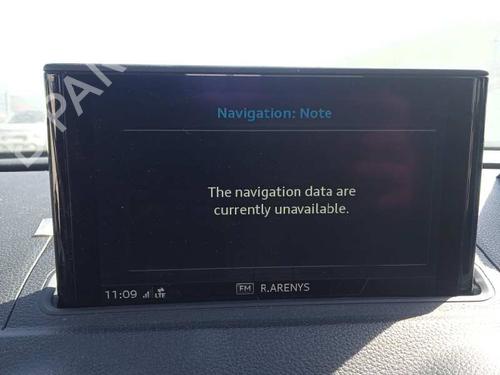 Navigation: Note
The navigation data are
currently unavailable.
11:09 LTE FM R.ARENYS